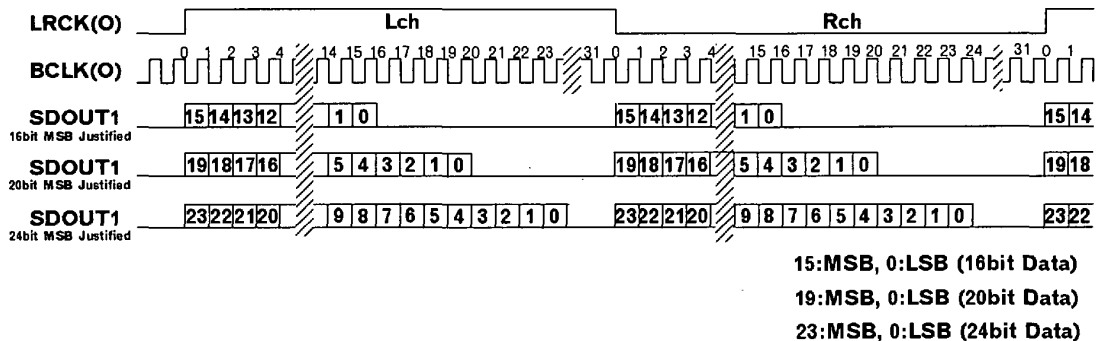 LRCK(O) Lch Rch
0 1 2 3 4 14 15 16 17 18 19 20 21 22 23 31 0 1 2 3 4 15 16 17 18 19 20 21 22 23 24 31 0 1
BCLK(O)
SDOUT1 15 14 13 12 1 0 15 14 13 12 1 0 15 14
16bit MSB Justified
SDOUT1 19 18 17 16 5 4 3 2 1 0 19 18 17 16 5 4 3 2 1 0 19 18
20bit MSB Justified
SDOUT1 23 22 21 20 9 8 7 6 5 4 3 2 1 0 23 22 21 20 9 8 7 6 5 4 3 2 1 0 23 22
24bit MSB Justified
15:MSB, 0:LSB (16bit Data)
19:MSB, 0:LSB (20bit Data)
23:MSB, 0:LSB (24bit Data)